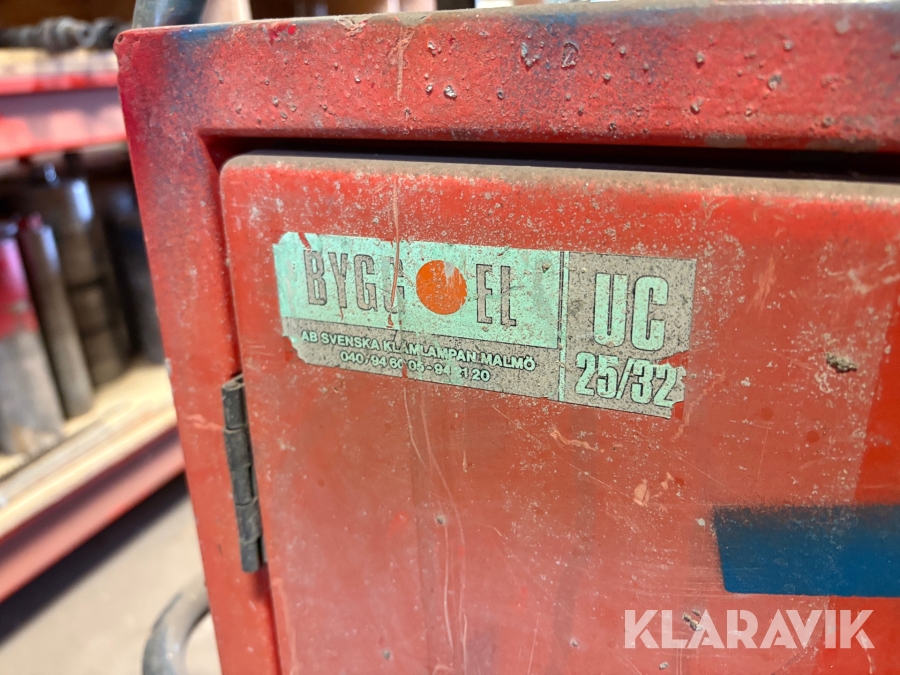 BYGG EL
UC
AB SVENSKA KLAMLAMPAN MALMÖ
25/32
KLARAVIK